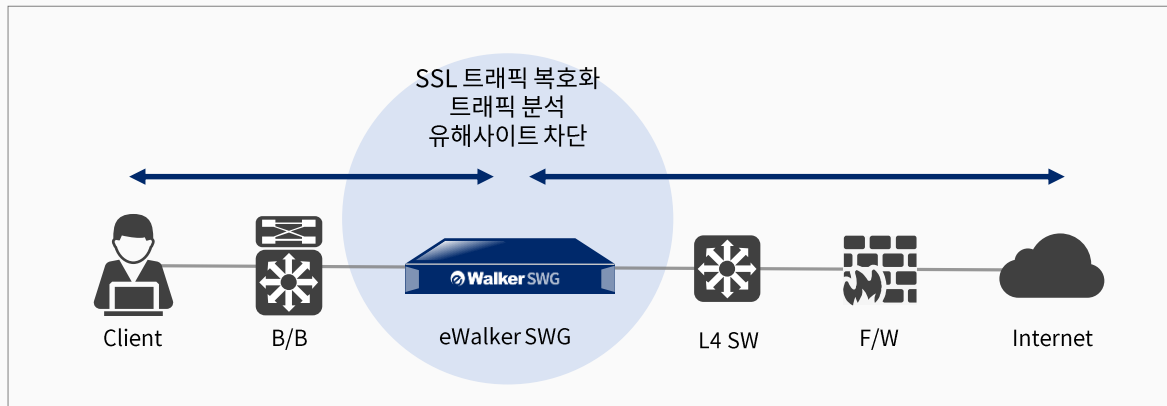 SSL 트래픽 복호화
트래픽 분석
유해사이트 차단
eWalker SWG
Client
B/B
eWalker SWG
L4 SW
F/W
Internet